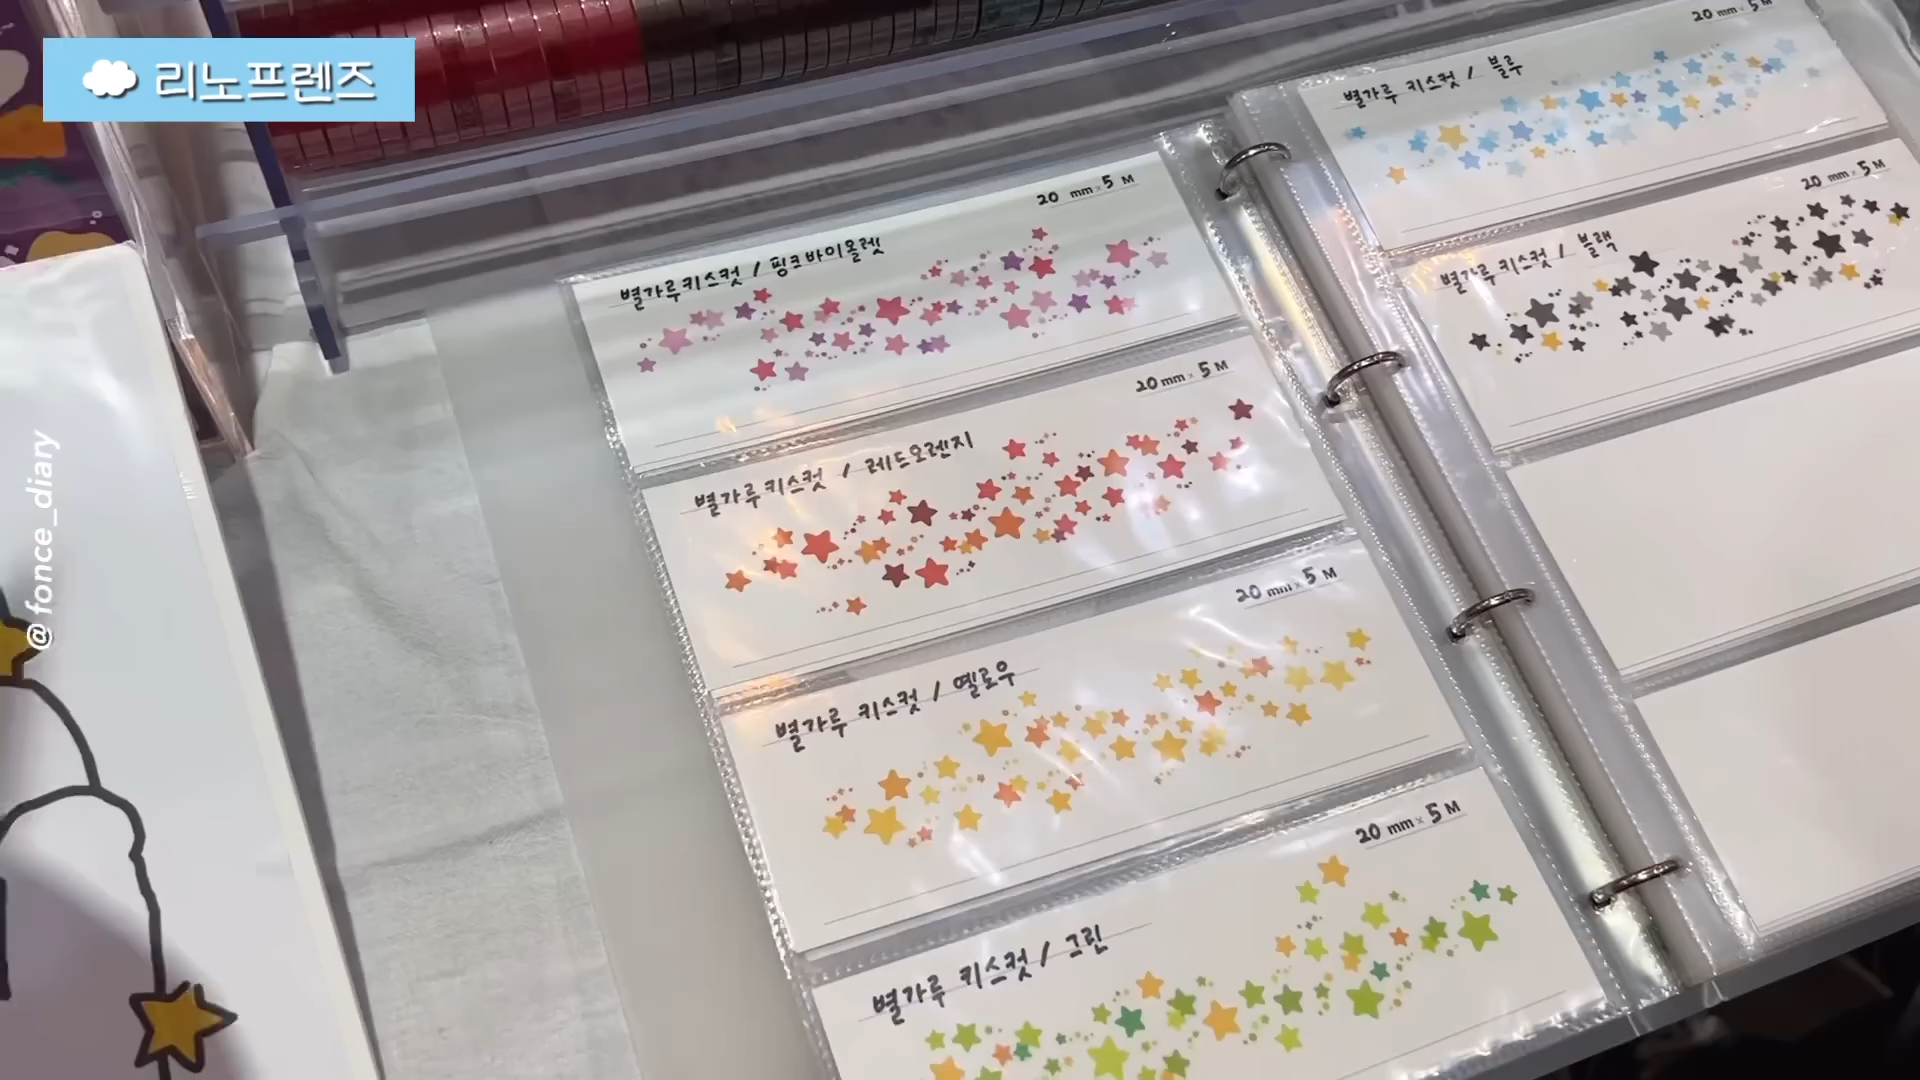 리노프렌즈
@fonce_diary
별가루키스컷 / 핑크바이올렛
20 mm × 5 M
별가루키스컷 / 레드오렌지
20 mm × 5 M
별가루 키스컷 / 옐로우
20 mm × 5 M
별가루 키스컷 / 그린
20 mm × 5 M
별가루 키스컷 / 블루
20 mm × 5 M
별가루키스컷 / 블랙
20 mm × 5 M